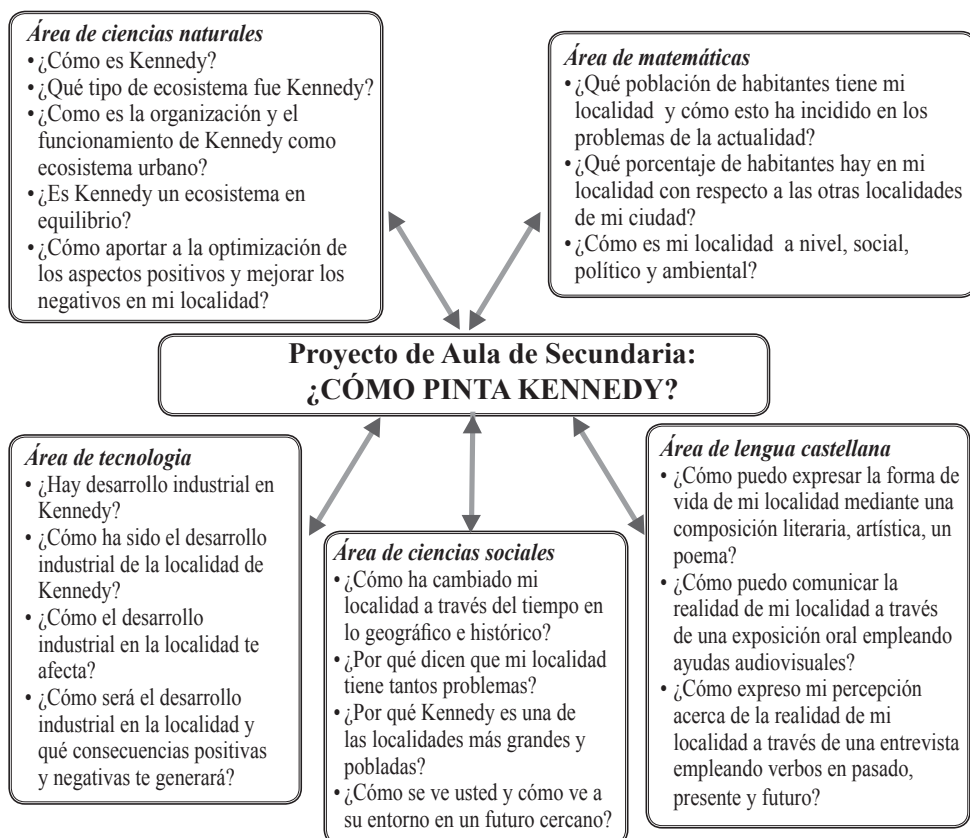 Área de ciencias naturales
• ¿Cómo es Kennedy?
• ¿Qué tipo de ecosistema fue Kennedy?
• ¿Como es la organización y el
funcionamiento de Kennedy como
ecosistema urbano?
• ¿Es Kennedy un ecosistema en
equilibrio?
• ¿Cómo aportar a la optimización de
los aspectos positivos y mejorar los
negativos en mi localidad?
Área de matemáticas
• ¿Qué población de habitantes tiene mi
localidad y cómo esto ha incidido en los
problemas de la actualidad?
• ¿Qué porcentaje de habitantes hay en mi
localidad con respecto a las otras localidades
de mi ciudad?
• ¿Cómo es mi localidad a nivel, social,
político y ambiental?
Proyecto de Aula de Secundaria:
¿CÓMO PINTA KENNEDY?
Área de tecnologia
• ¿Hay desarrollo industrial en
Kennedy?
• ¿Cómo ha sido el desarrollo
industrial de la localidad de
Kennedy?
• ¿Cómo el desarrollo
industrial en la localidad te
afecta?
• ¿Cómo será el desarrollo
industrial en la localidad y
qué consecuencias positivas
y negativas te generará?
Área de ciencias sociales
• ¿Cómo ha cambiado mi
localidad a través del tiempo en
lo geográfico e histórico?
• ¿Por qué dicen que mi localidad
tiene tantos problemas?
• ¿Por qué Kennedy es una de
las localidades más grandes y
pobladas?
• ¿Cómo se ve usted y cómo ve a
su entorno en un futuro cercano?
Área de lengua castellana
• ¿Cómo puedo expresar la forma de
vida de mi localidad mediante una
composición literaria, artística, un
poema?
• ¿Cómo puedo comunicar la
realidad de mi localidad a través
de una exposición oral empleando
ayudas audiovisuales?
• ¿Cómo expreso mi percepción
acerca de la realidad de mi
localidad a través de una entrevista
empleando verbos en pasado,
presente y futuro?